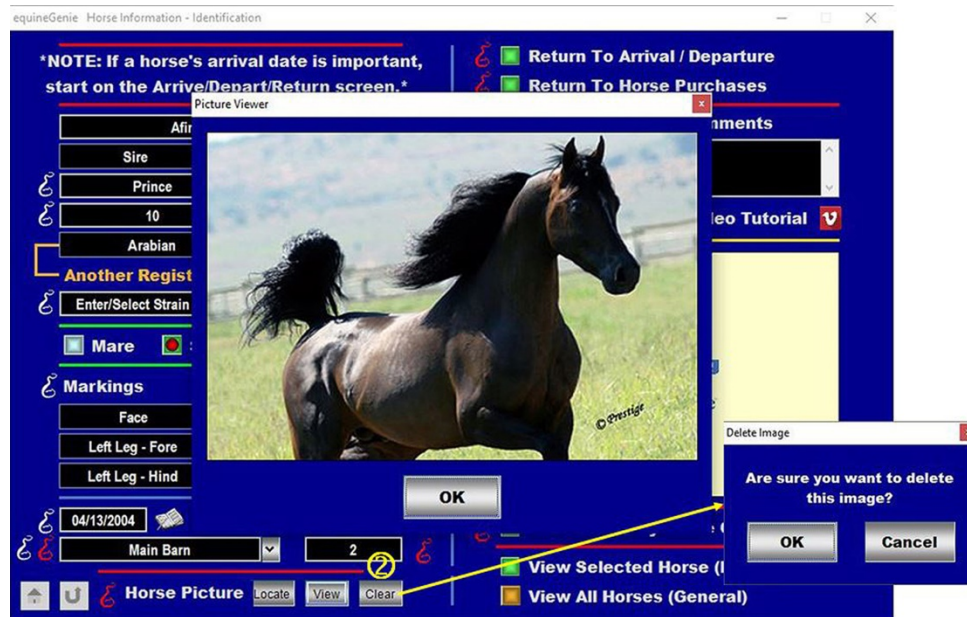 equineGenie Horse Information - Identification
*NOTE: If a horse's arrival date is important,
start on the Arrive/Depart/Return screen.*
Return To Arrival / Departure
Return To Horse Purchases
Picture Viewer
Sire
Prince
10
Arabian
Another
Enter/Select Strain
Mare
Markings
Face
Left Leg - Fore
Left Leg - Hind
04/13/2004
Main Barn
2
②
Horse Picture
Locate
View
Clear
© Prestige
OK
Tutorial
Delete Image
Are sure you want to delete
this image?
OK
Cancel
View Selected Horse
View All Horses (General)